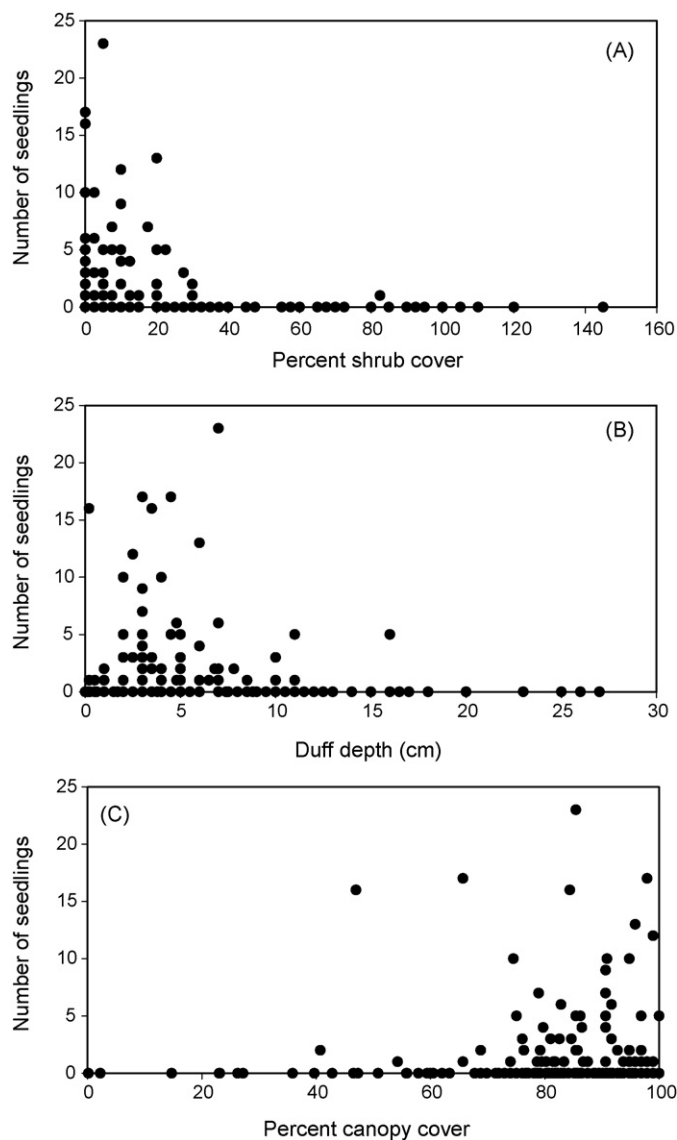 25
(A)
20
15
10
5
0
Number of seedlings
0 20 40 60 80 100 120 140 160
Percent shrub cover
25
(B)
20
15
10
5
0
Number of seedlings
0 5 10 15 20 25 30
Duff depth (cm)
25
(C)
20
15
10
5
0
Number of seedlings
0 20 40 60 80 100
Percent canopy cover